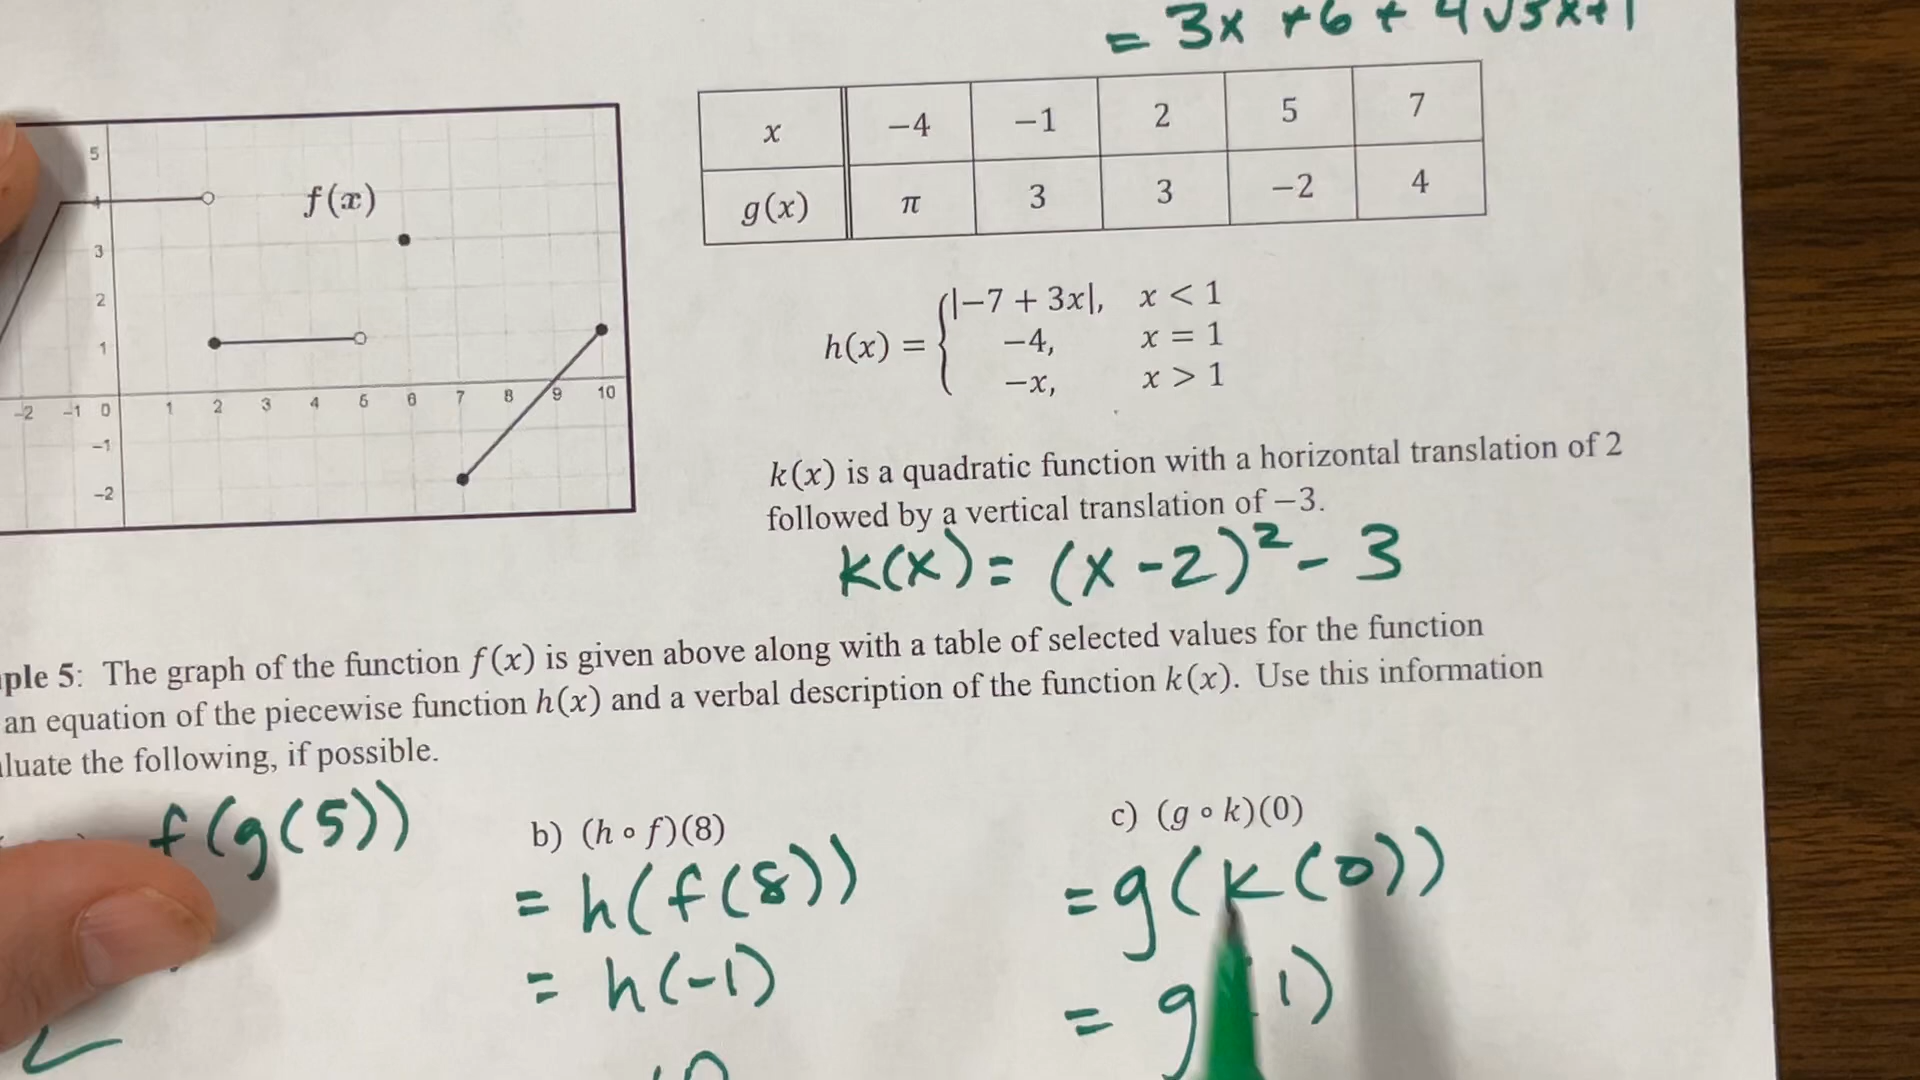 = 3x + 6 + 4√3x+1
x −4 −1 2 5 7
g(x) π 3 3 −2 4
5
4
3
2
1
−2 −1 0 1 2 3 4 5 6 7 8 9 10
−1
−2
f(x)
h(x) = { |−7 + 3x|, x < 1
−4, x = 1
−x, x > 1
k(x) is a quadratic function with a horizontal translation of 2
followed by a vertical translation of −3.
k(x) = (x − 2)² − 3
ple 5: The graph of the function f(x) is given above along with a table of selected values for the function
an equation of the piecewise function h(x) and a verbal description of the function k(x). Use this information
luate the following, if possible.
f(g(5))
b) (h ∘ f)(8)
= h(f(8))
= h(−1)
c) (g ∘ k)(0)
= g(k(0))
= g 1)